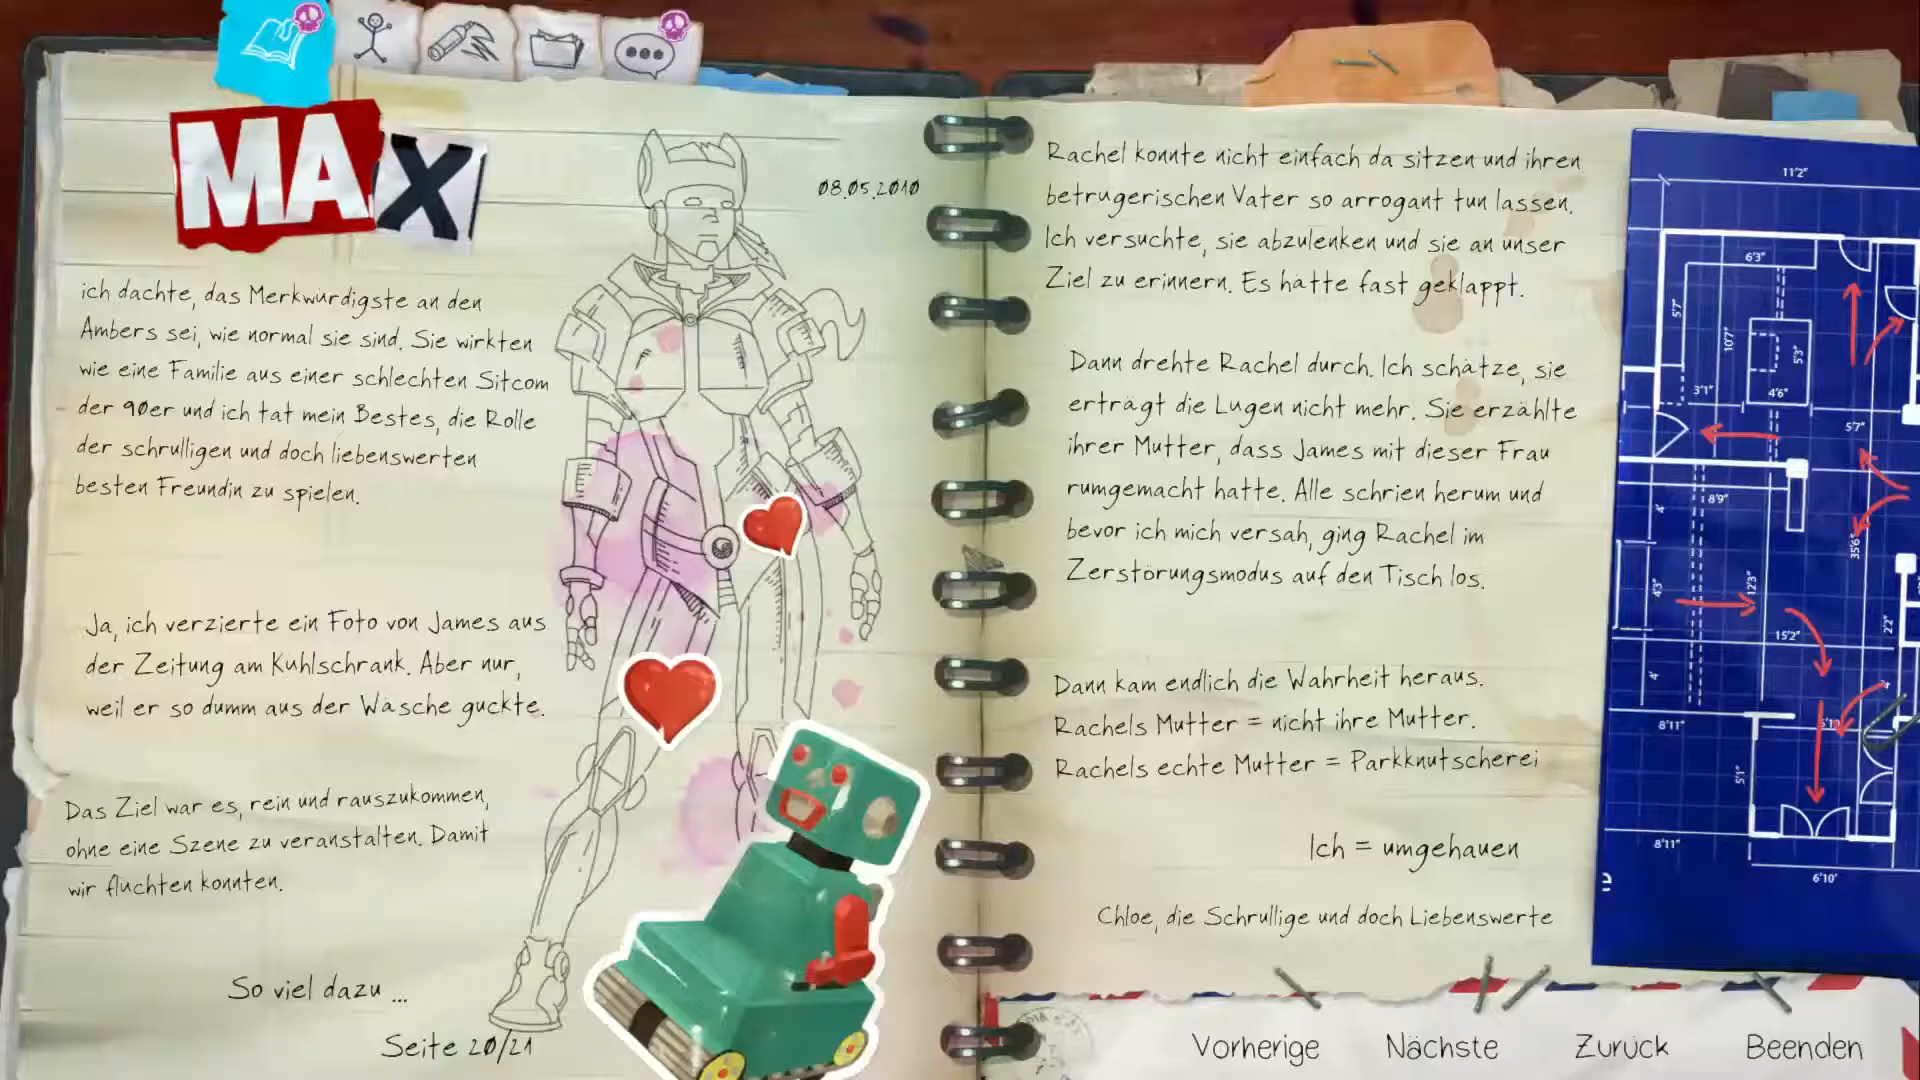 MAX
08.05.2010
ich dachte, das Merkwurdigste an den
Ambers sei, wie normal sie sind. Sie wirkten
wie eine Familie aus einer schlechten Sitcom
der 90er und ich tat mein Bestes, die Rolle
der schrulligen und doch liebenswerten
besten Freundin zu spielen.
Ja, ich verzierte ein Foto von James aus
der Zeitung am Kuhlschrank. Aber nur,
weil er so dumm aus der Wasche guckte.
Das Ziel war es, rein und rauszukommen,
ohne eine Szene zu veranstalten. Damit
wir fluchten konnten.
So viel dazu ...
Seite 20/21
Rachel konnte nicht einfach da sitzen und ihren
betrugerischen Vater so arrogant tun lassen.
Ich versuchte, sie abzulenken und sie an unser
Ziel zu erinnern. Es hatte fast geklappt.
Dann drehte Rachel durch. Ich schatze, sie
erträgt die Lugen nicht mehr. Sie erzählte
ihrer Mutter, dass James mit dieser Frau
rumgemacht hatte. Alle schrien herum und
bevor ich mich versah, ging Rachel im
Zerstörungsmodus auf den Tisch los.
Dann kam endlich die Wahrheit heraus.
Rachels Mutter = nicht ihre Mutter.
Rachels echte Mutter = Parkknutscherei
Ich = umgehauen
Chloe, die Schrullige und doch Liebenswerte
11'2"
6'3"
5'7"
10'7"
5'3"
3'1"
4'6"
5'7"
8'9"
4'
35'6"
4'3"
12'3"
15'2"
2'2"
4'
8'11"
5'1"
8'11"
6'10"
Vorherige
Nächste
Zurück
Beenden